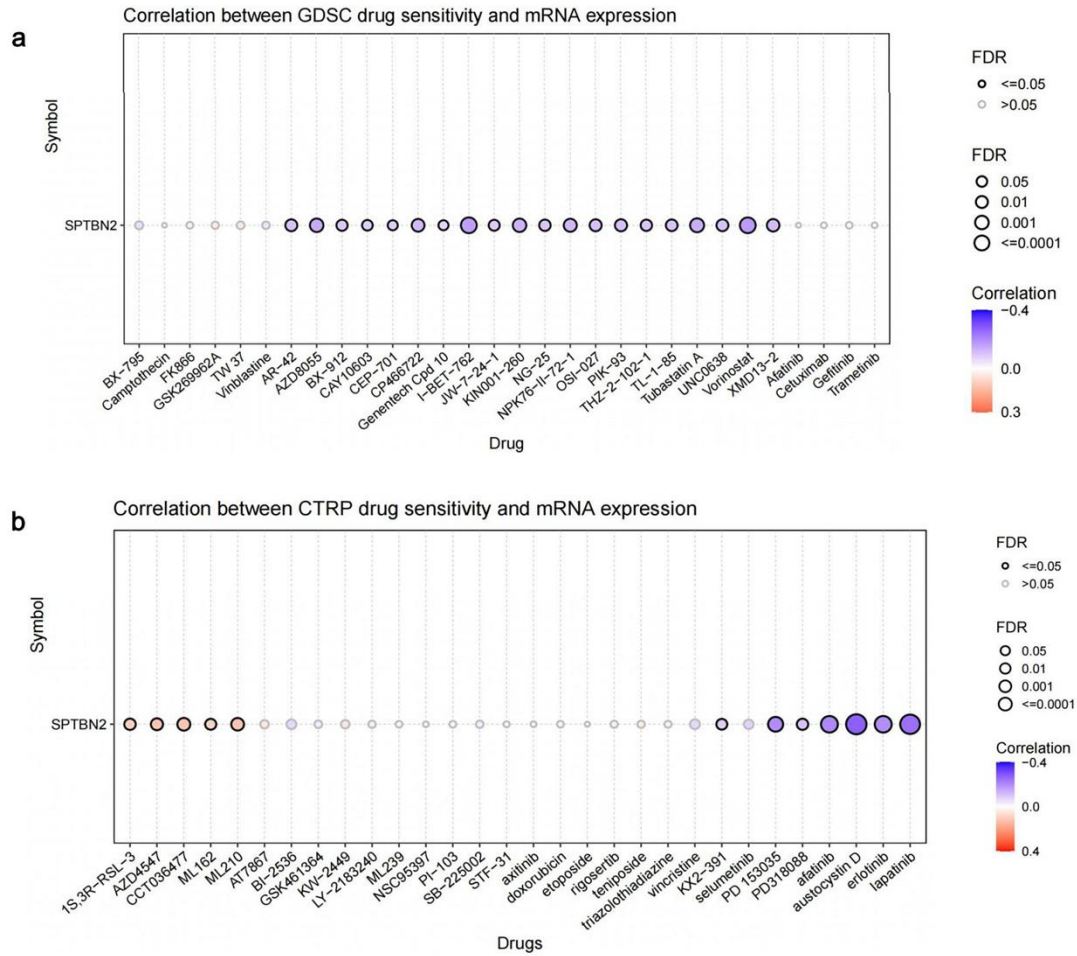 a
Correlation between GDSC drug sensitivity and mRNA expression
Symbol
SPTBN2
BX-795
Camptothecin
FK866
GSK269962A
TW 37
Vinblastine
AR-42
AZD8055
BX-912
CAY10603
CEP-701
CP466722
Genentech Cpd 10
I-BET-762
JW-7-24-1
KIN001-260
NG-25
NPK76-II-72-1
OSI-027
PIK-93
THZ-2-102-1
TL-1-85
Tubastatin A
UNC0638
Vorinostat
XMD13-2
Afatinib
Cetuximab
Gefitinib
Trametinib
Drug
FDR
<=0.05
>0.05
FDR
0.05
0.01
0.001
<=0.0001
Correlation
-0.4
0.0
0.3
b
Correlation between CTRP drug sensitivity and mRNA expression
Symbol
SPTBN2
1S,3R-RSL-3
AZD4547
CCT036477
ML162
ML210
AT7867
BI-2536
GSK461364
KW-2449
LY-2183240
ML239
NSC95397
PI-103
SB-225002
STF-31
axitinib
doxorubicin
etoposide
rigosertib
teniposide
triazolothiadiazine
vincristine
KX2-391
selumetinib
PD 153035
PD318088
afatinib
austocystin D
erlotinib
lapatinib
Drugs
FDR
<=0.05
>0.05
FDR
0.05
0.01
0.001
<=0.0001
Correlation
-0.4
0.0
0.4